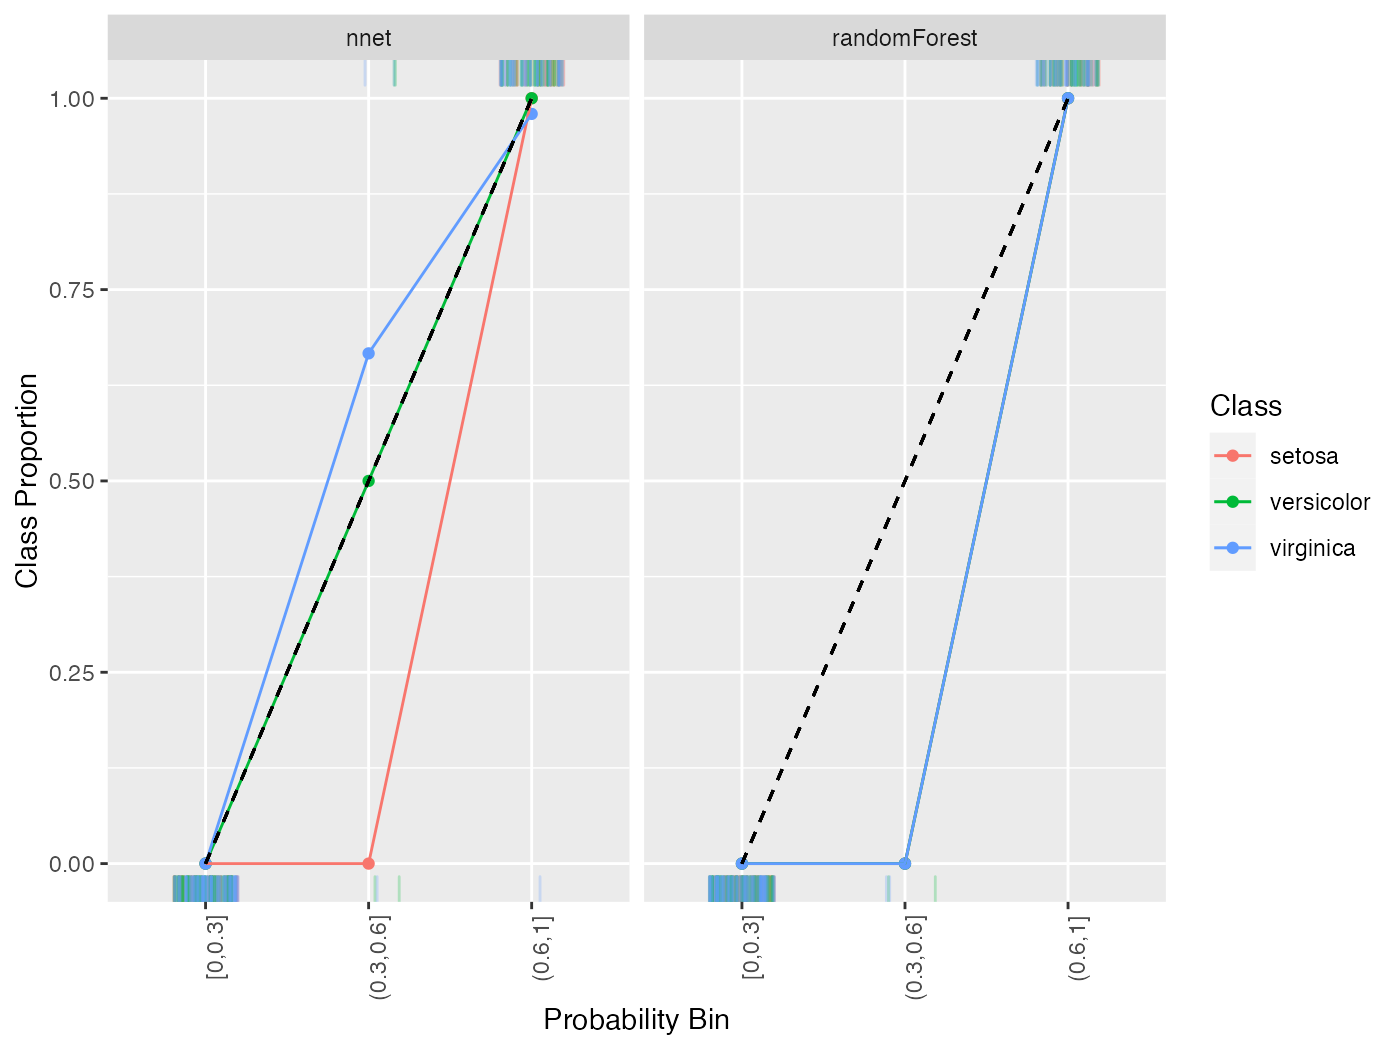 nnet
randomForest
1.00
0.75
0.50
0.25
0.00
Class Proportion
[0,0.3]
(0.3,0.6]
(0.6,1]
[0,0.3]
(0.3,0.6]
(0.6,1]
Probability Bin
Class
setosa
versicolor
virginica